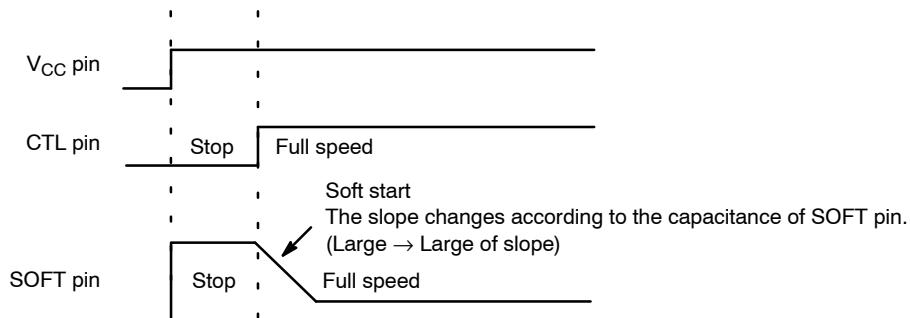 V_CC pin
CTL pin
Stop
Full speed
Soft start
The slope changes according to the capacitance of SOFT pin.
(Large → Large of slope)
SOFT pin
Stop
Full speed